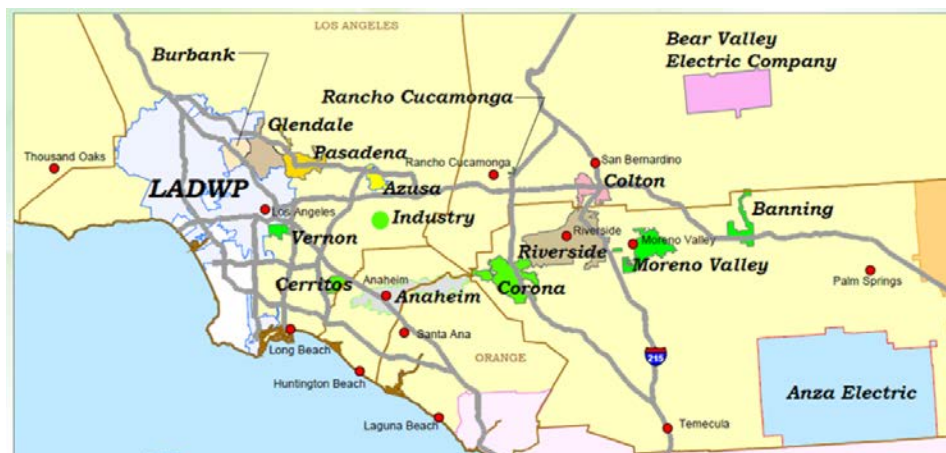 LOS ANGELES
Bear Valley
Electric Company
Burbank
Rancho Cucamonga
Glendale
Thousand Oaks
Pasadena
Rancho Cucamonga
San Bernardino
LADWP
Azusa
Colton
Los Angeles
Industry
Banning
Vernon
Riverside
Riverside
Moreno Valley
Moreno Valley
Cerritos
Anaheim
Anaheim
Corona
Palm Springs
Santa Ana
Long Beach
ORANGE
215
Huntington Beach
Anza Electric
Laguna Beach
Temecula